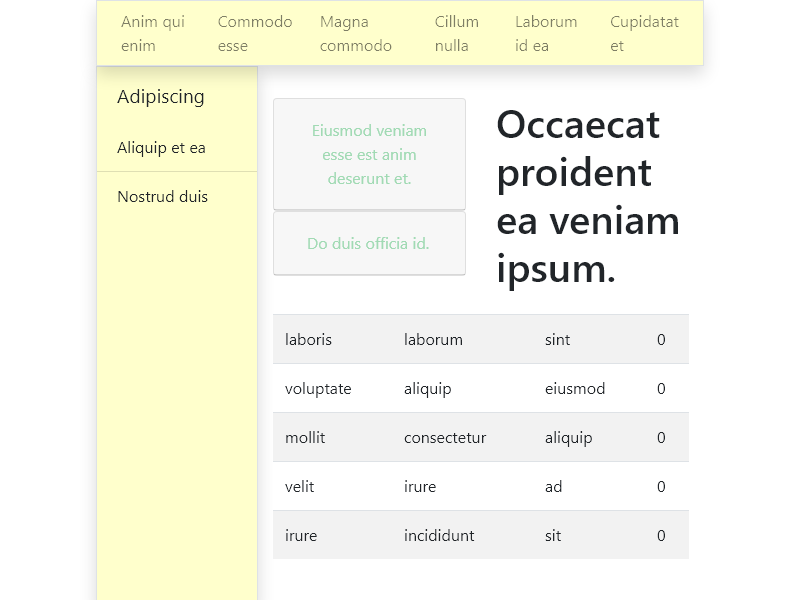 Anim qui enim
Commodo esse
Magna commodo
Cillum nulla
Laborum id ea
Cupidatat et
Adipiscing
Aliquip et ea
Nostrud duis
Eiusmod veniam
esse est anim
deserunt et.
Do duis officia id.
Occaecat
proident
ea veniam
ipsum.
laboris laborum sint 0
voluptate aliquip eiusmod 0
mollit consectetur aliquip 0
velit irure ad 0
irure incididunt sit 0